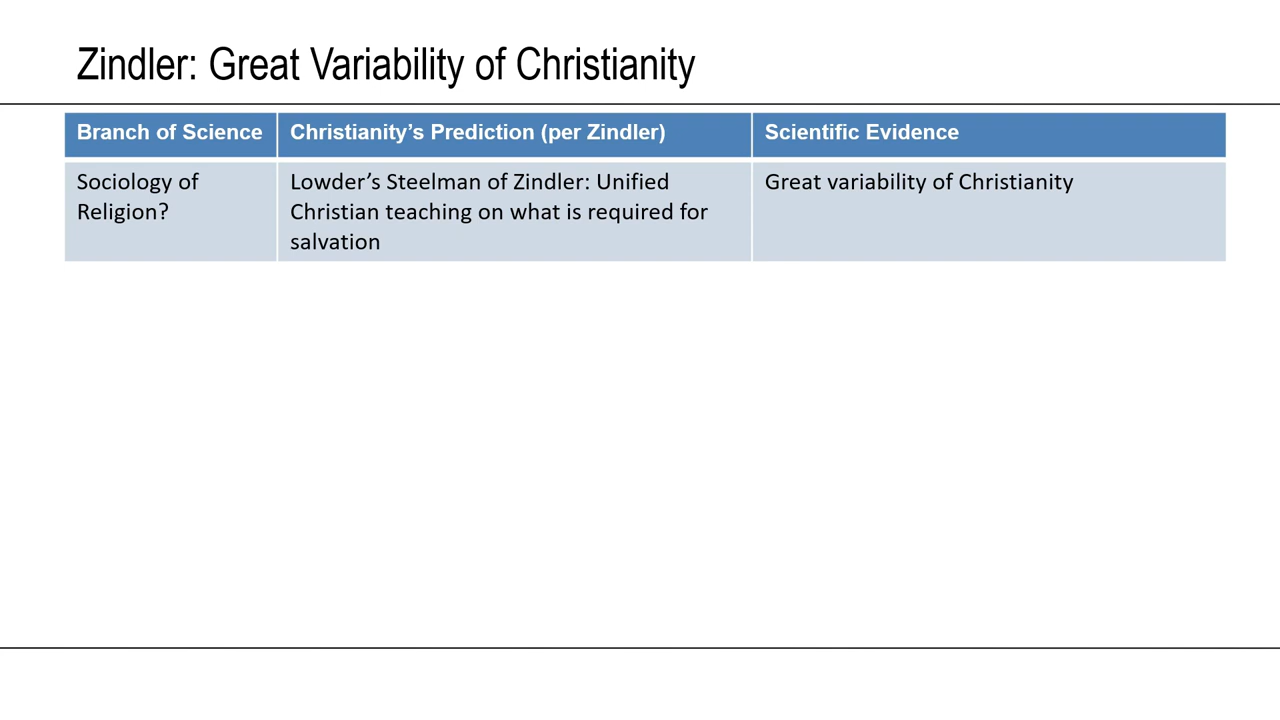 Zindler: Great Variability of Christianity
Branch of Science
Christianity’s Prediction (per Zindler)
Scientific Evidence
Sociology of
Religion?
Lowder’s Steelman of Zindler: Unified
Christian teaching on what is required for
salvation
Great variability of Christianity